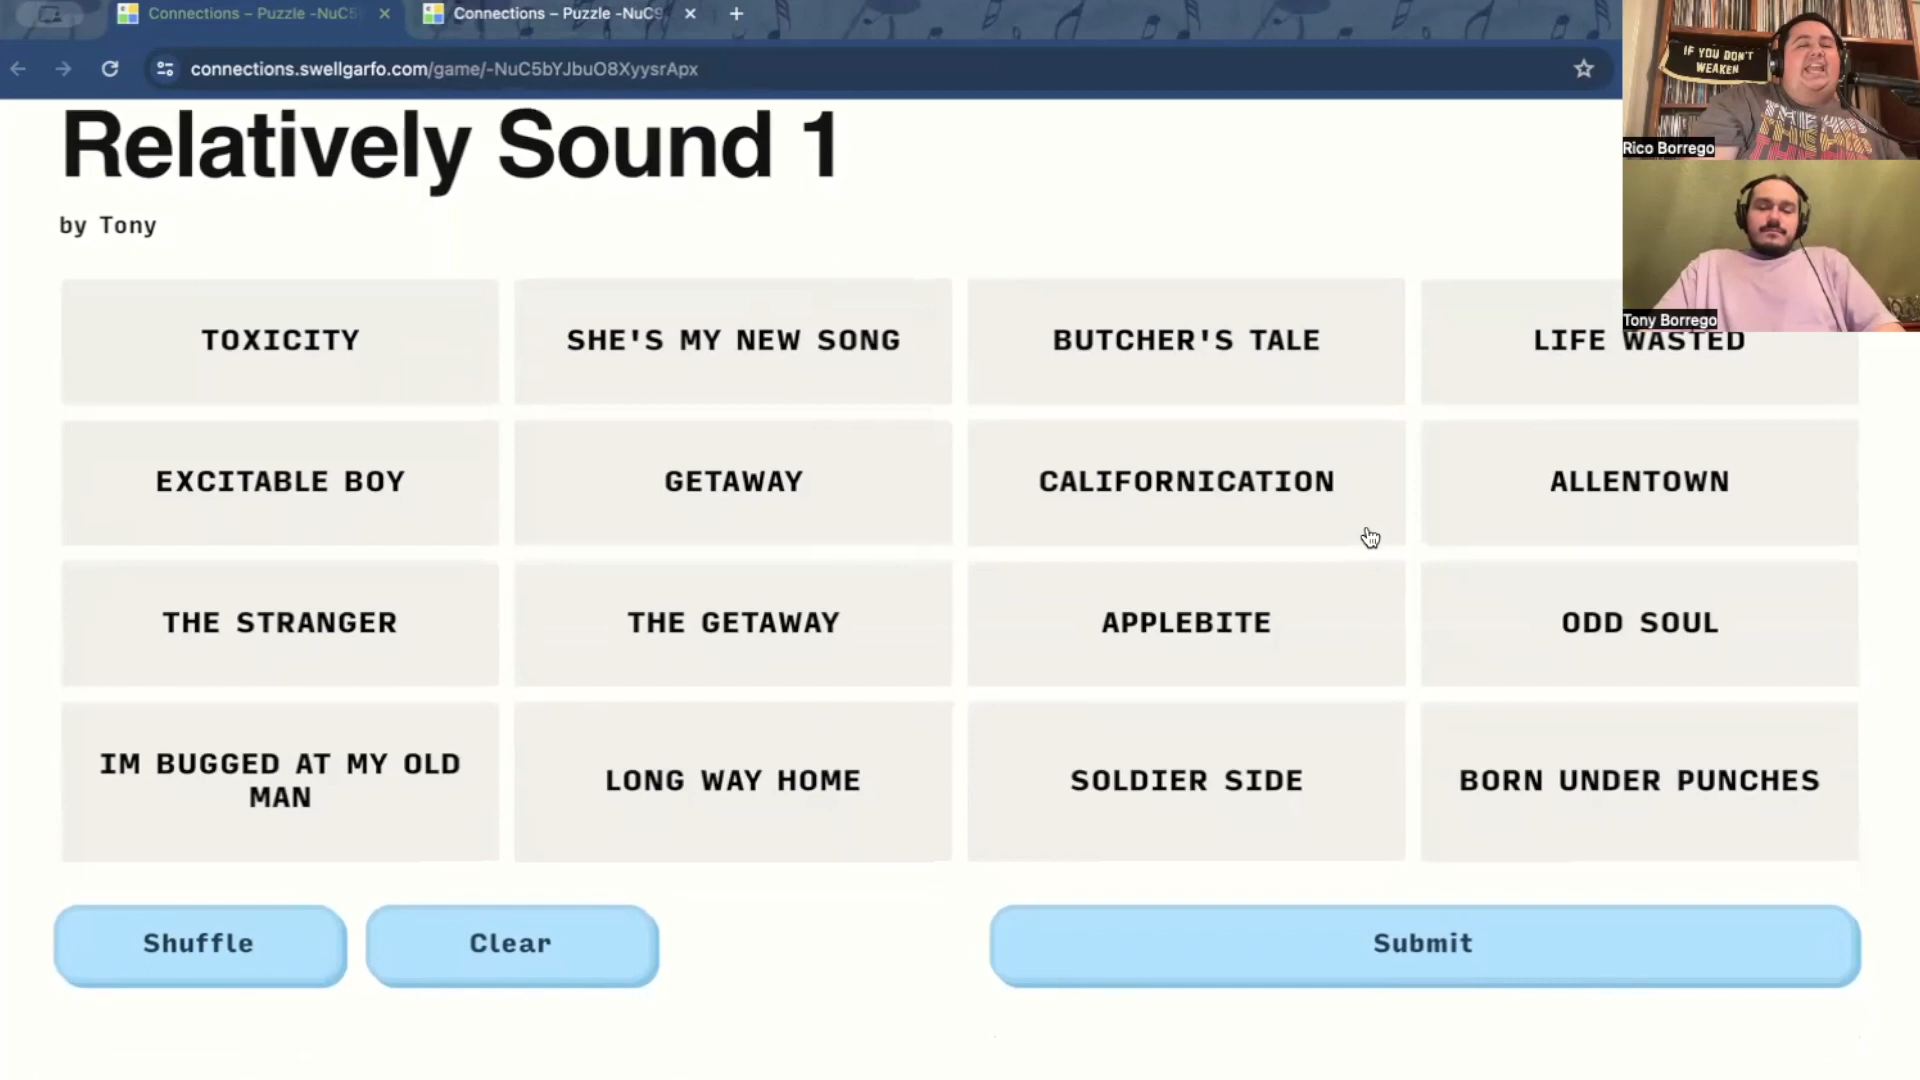 Connections – Puzzle -NuC5
Connections – Puzzle -NuC9
connections.swellgarfo.com/game/-NuC5bYJbuO8XyysrApx
IF YOU DON'T
WEAKEN
Rico Borrego
Tony Borrego
Relatively Sound 1
by Tony
TOXICITY
SHE'S MY NEW SONG
BUTCHER'S TALE
LIFE WASTED
EXCITABLE BOY
GETAWAY
CALIFORNICATION
ALLENTOWN
THE STRANGER
THE GETAWAY
APPLEBITE
ODD SOUL
IM BUGGED AT MY OLD
MAN
LONG WAY HOME
SOLDIER SIDE
BORN UNDER PUNCHES
Shuffle
Clear
Submit